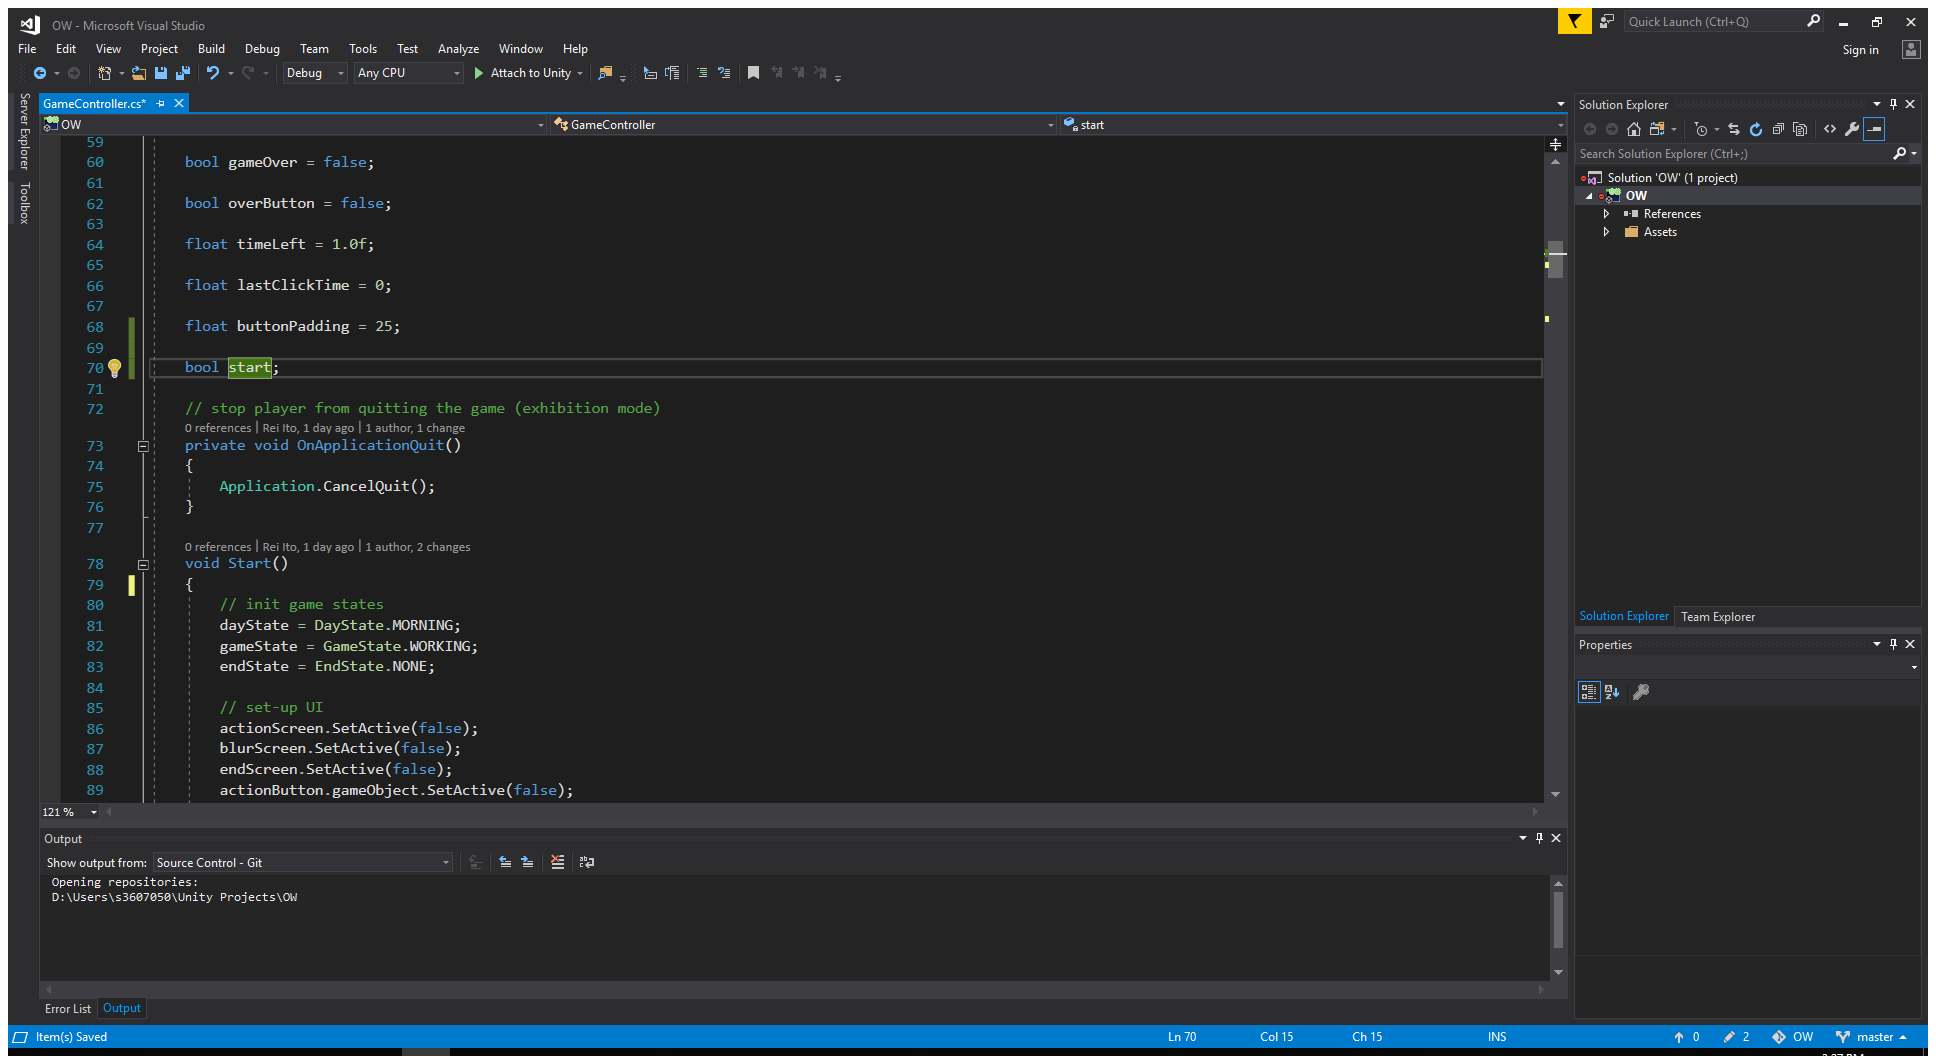 OW - Microsoft Visual Studio
Quick Launch (Ctrl+Q)
File Edit View Project Build Debug Team Tools Test Analyze Window Help
Sign in
Debug Any CPU Attach to Unity
Server Explorer
Toolbox
GameController.cs*
OW GameController start
59
60 bool gameOver = false;
61
62 bool overButton = false;
63
64 float timeLeft = 1.0f;
65
66 float lastClickTime = 0;
67
68 float buttonPadding = 25;
69
70 bool start;
71
72 // stop player from quitting the game (exhibition mode)
0 references | Rei Ito, 1 day ago | 1 author, 1 change
73 private void OnApplicationQuit()
74 {
75 Application.CancelQuit();
76 }
77
0 references | Rei Ito, 1 day ago | 1 author, 2 changes
78 void Start()
79 {
80 // init game states
81 dayState = DayState.MORNING;
82 gameState = GameState.WORKING;
83 endState = EndState.NONE;
84
85 // set-up UI
86 actionScreen.SetActive(false);
87 blurScreen.SetActive(false);
88 endScreen.SetActive(false);
89 actionButton.gameObject.SetActive(false);
121 %
Output
Show output from: Source Control - Git
Opening repositories:
D:\Users\s3607050\Unity Projects\OW
Error List Output
Solution Explorer
Search Solution Explorer (Ctrl+;)
Solution 'OW' (1 project)
OW
References
Assets
Solution Explorer Team Explorer
Properties
Item(s) Saved Ln 70 Col 15 Ch 15 INS 0 2 OW master